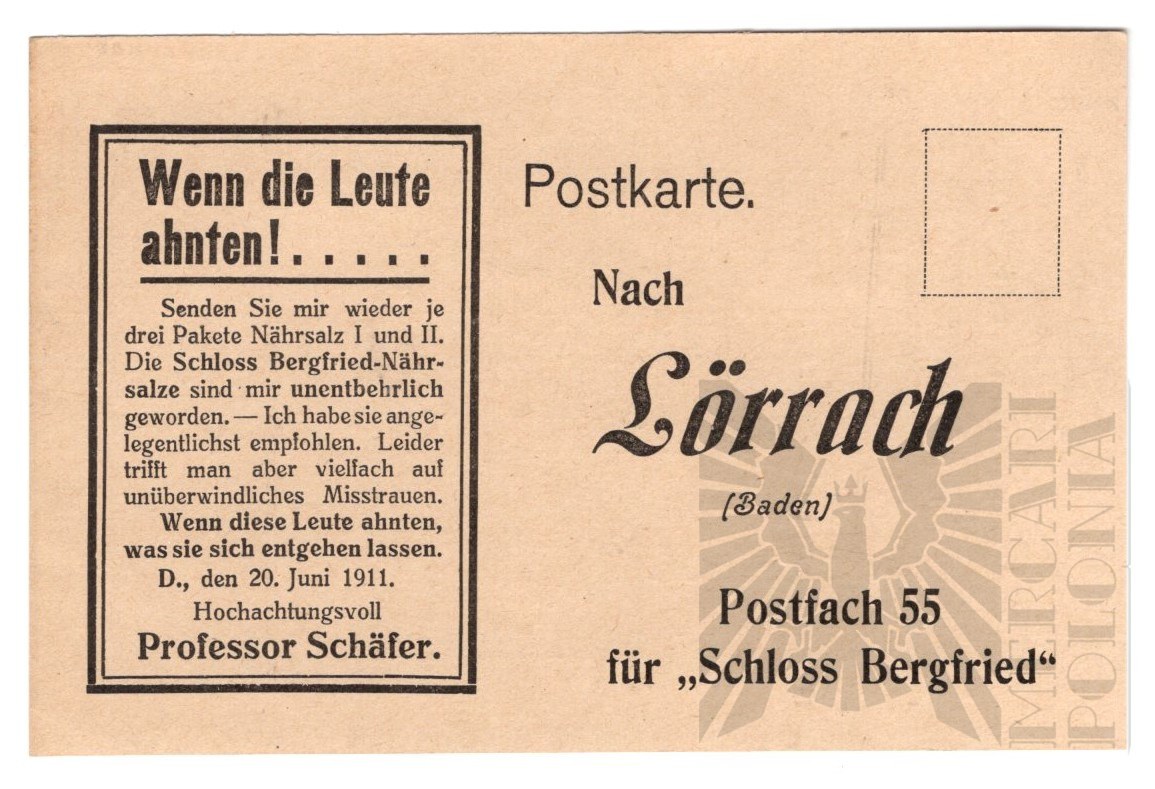 Wenn die Leute
ahnten!.....
Senden Sie mir wieder je
drei Pakete Nährsalz I und II.
Die Schloss Bergfried-Nähr-
salze sind mir unentbehrlich
geworden. — Ich habe sie ange-
legentlichst empfohlen. Leider
trifft man aber vielfach auf
unüberwindliches Misstrauen.
Wenn diese Leute ahnten,
was sie sich entgehen lassen.
D., den 20. Juni 1911.
Hochachtungsvoll
Professor Schäfer.
Postkarte.
Nach
Lörrach
(Baden)
Postfach 55
für „Schloss Bergfried“
MERCARI
POLONIA